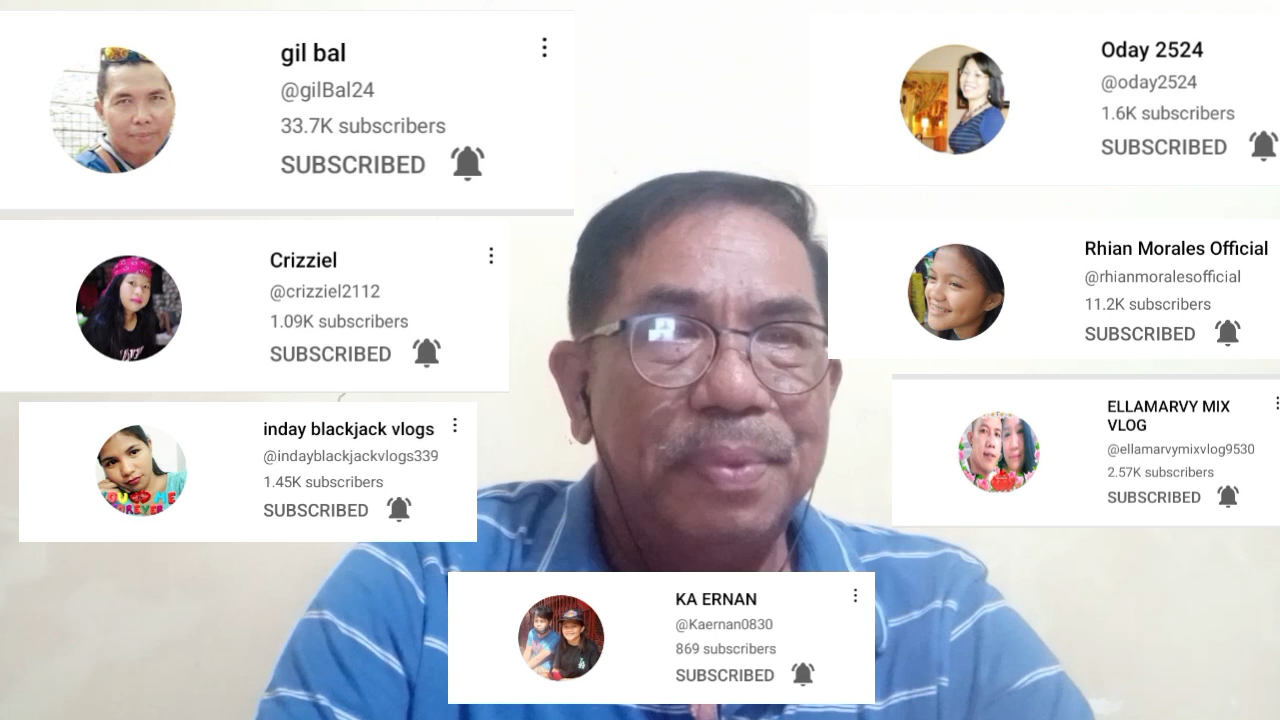 gil bal
@gilBal24
33.7K subscribers
SUBSCRIBED
Oday 2524
@oday2524
1.6K subscribers
SUBSCRIBED
Crizziel
@crizziel2112
1.09K subscribers
SUBSCRIBED
Rhian Morales Official
@rhianmoralesofficial
11.2K subscribers
SUBSCRIBED
inday blackjack vlogs
@indayblackjackvlogs339
1.45K subscribers
SUBSCRIBED
ELLAMARVY MIX
VLOG
@ellamarvymixvlog9530
2.57K subscribers
SUBSCRIBED
KA ERNAN
@Kaernan0830
869 subscribers
SUBSCRIBED